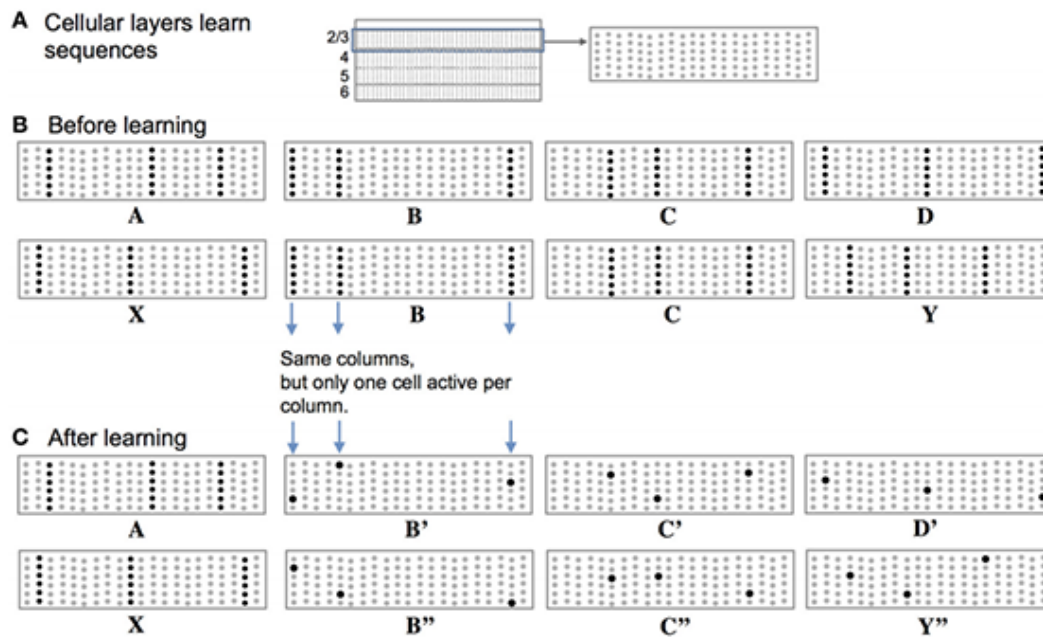 A Cellular layers learn
sequences
2/3
4
5
6
B Before learning
A B C D
X B C Y
Same columns,
but only one cell active per
column.
C After learning
A B' C' D'
X B" C" Y"